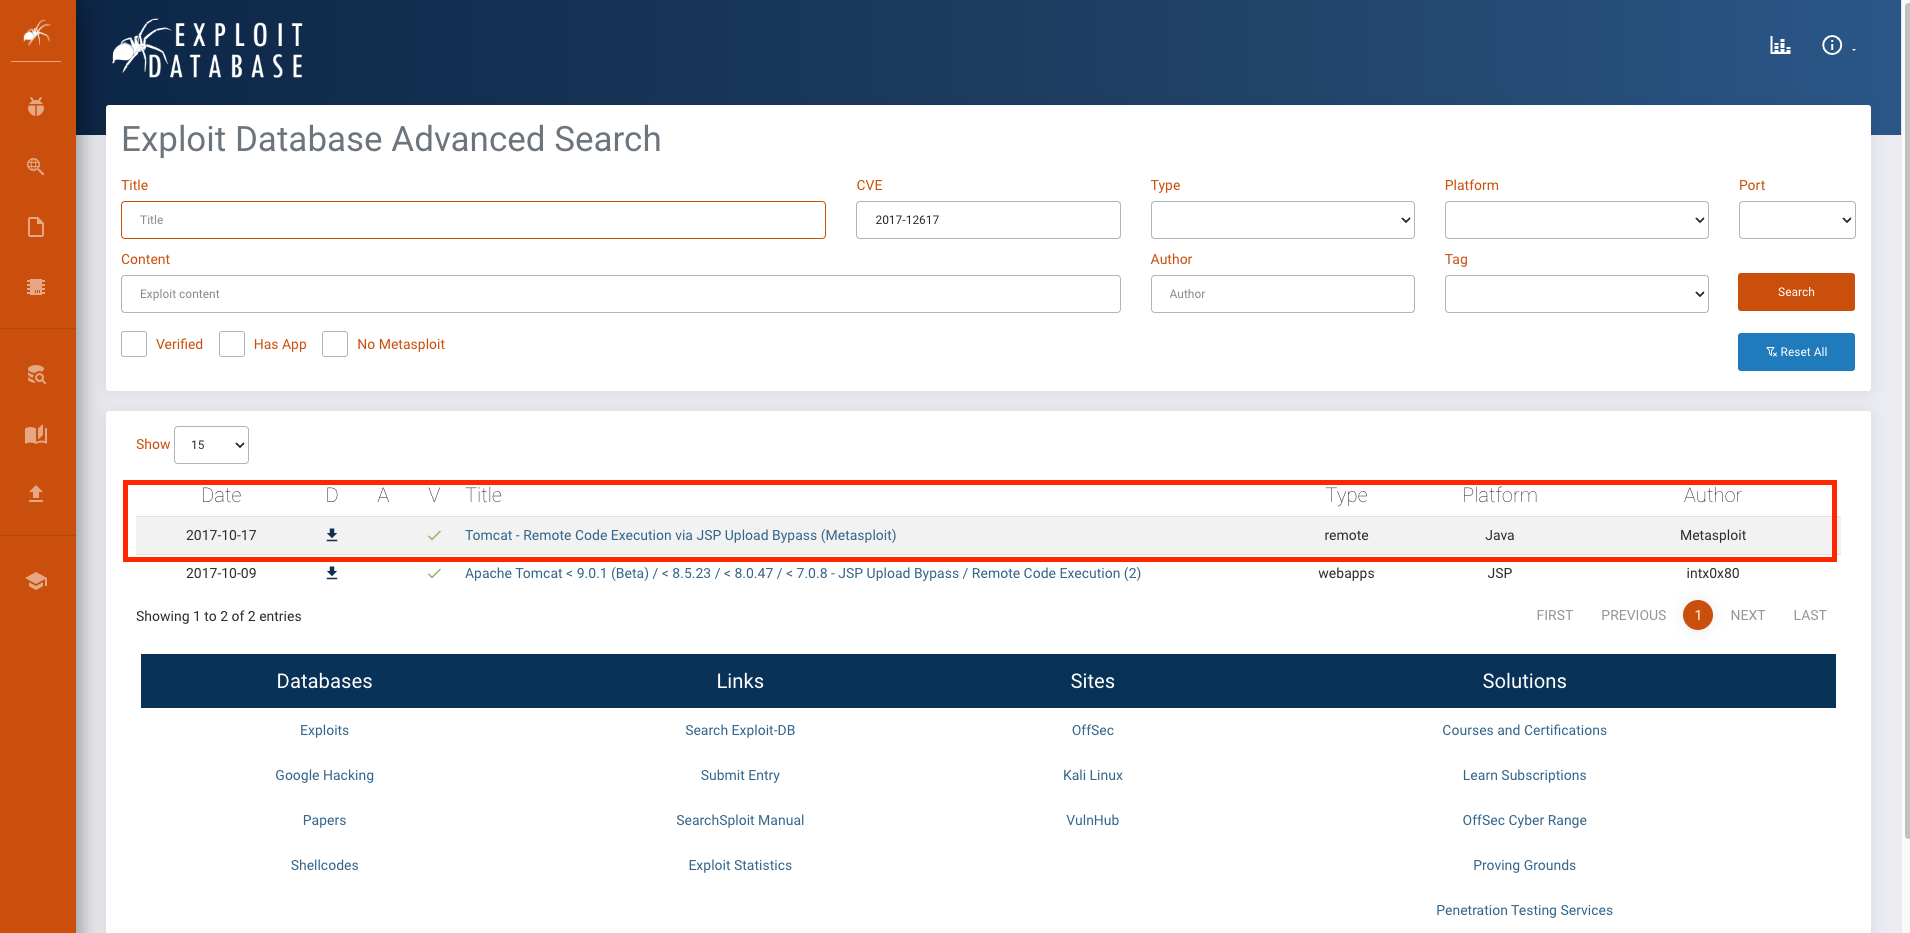 EXPLOIT
DATABASE
Exploit Database Advanced Search
Title CVE Type Platform Port
Title 2017-12617
Content Author Tag
Exploit content Author Search
Verified Has App No Metasploit
Reset All
Show 15
Date D A V Title Type Platform Author
2017-10-17 Tomcat - Remote Code Execution via JSP Upload Bypass (Metasploit) remote Java Metasploit
2017-10-09 Apache Tomcat < 9.0.1 (Beta) / < 8.5.23 / < 8.0.47 / < 7.0.8 - JSP Upload Bypass / Remote Code Execution (2) webapps JSP intx0x80
Showing 1 to 2 of 2 entries FIRST PREVIOUS 1 NEXT LAST
Databases Links Sites Solutions
Exploits Search Exploit-DB OffSec Courses and Certifications
Google Hacking Submit Entry Kali Linux Learn Subscriptions
Papers SearchSploit Manual VulnHub OffSec Cyber Range
Shellcodes Exploit Statistics Proving Grounds
Penetration Testing Services